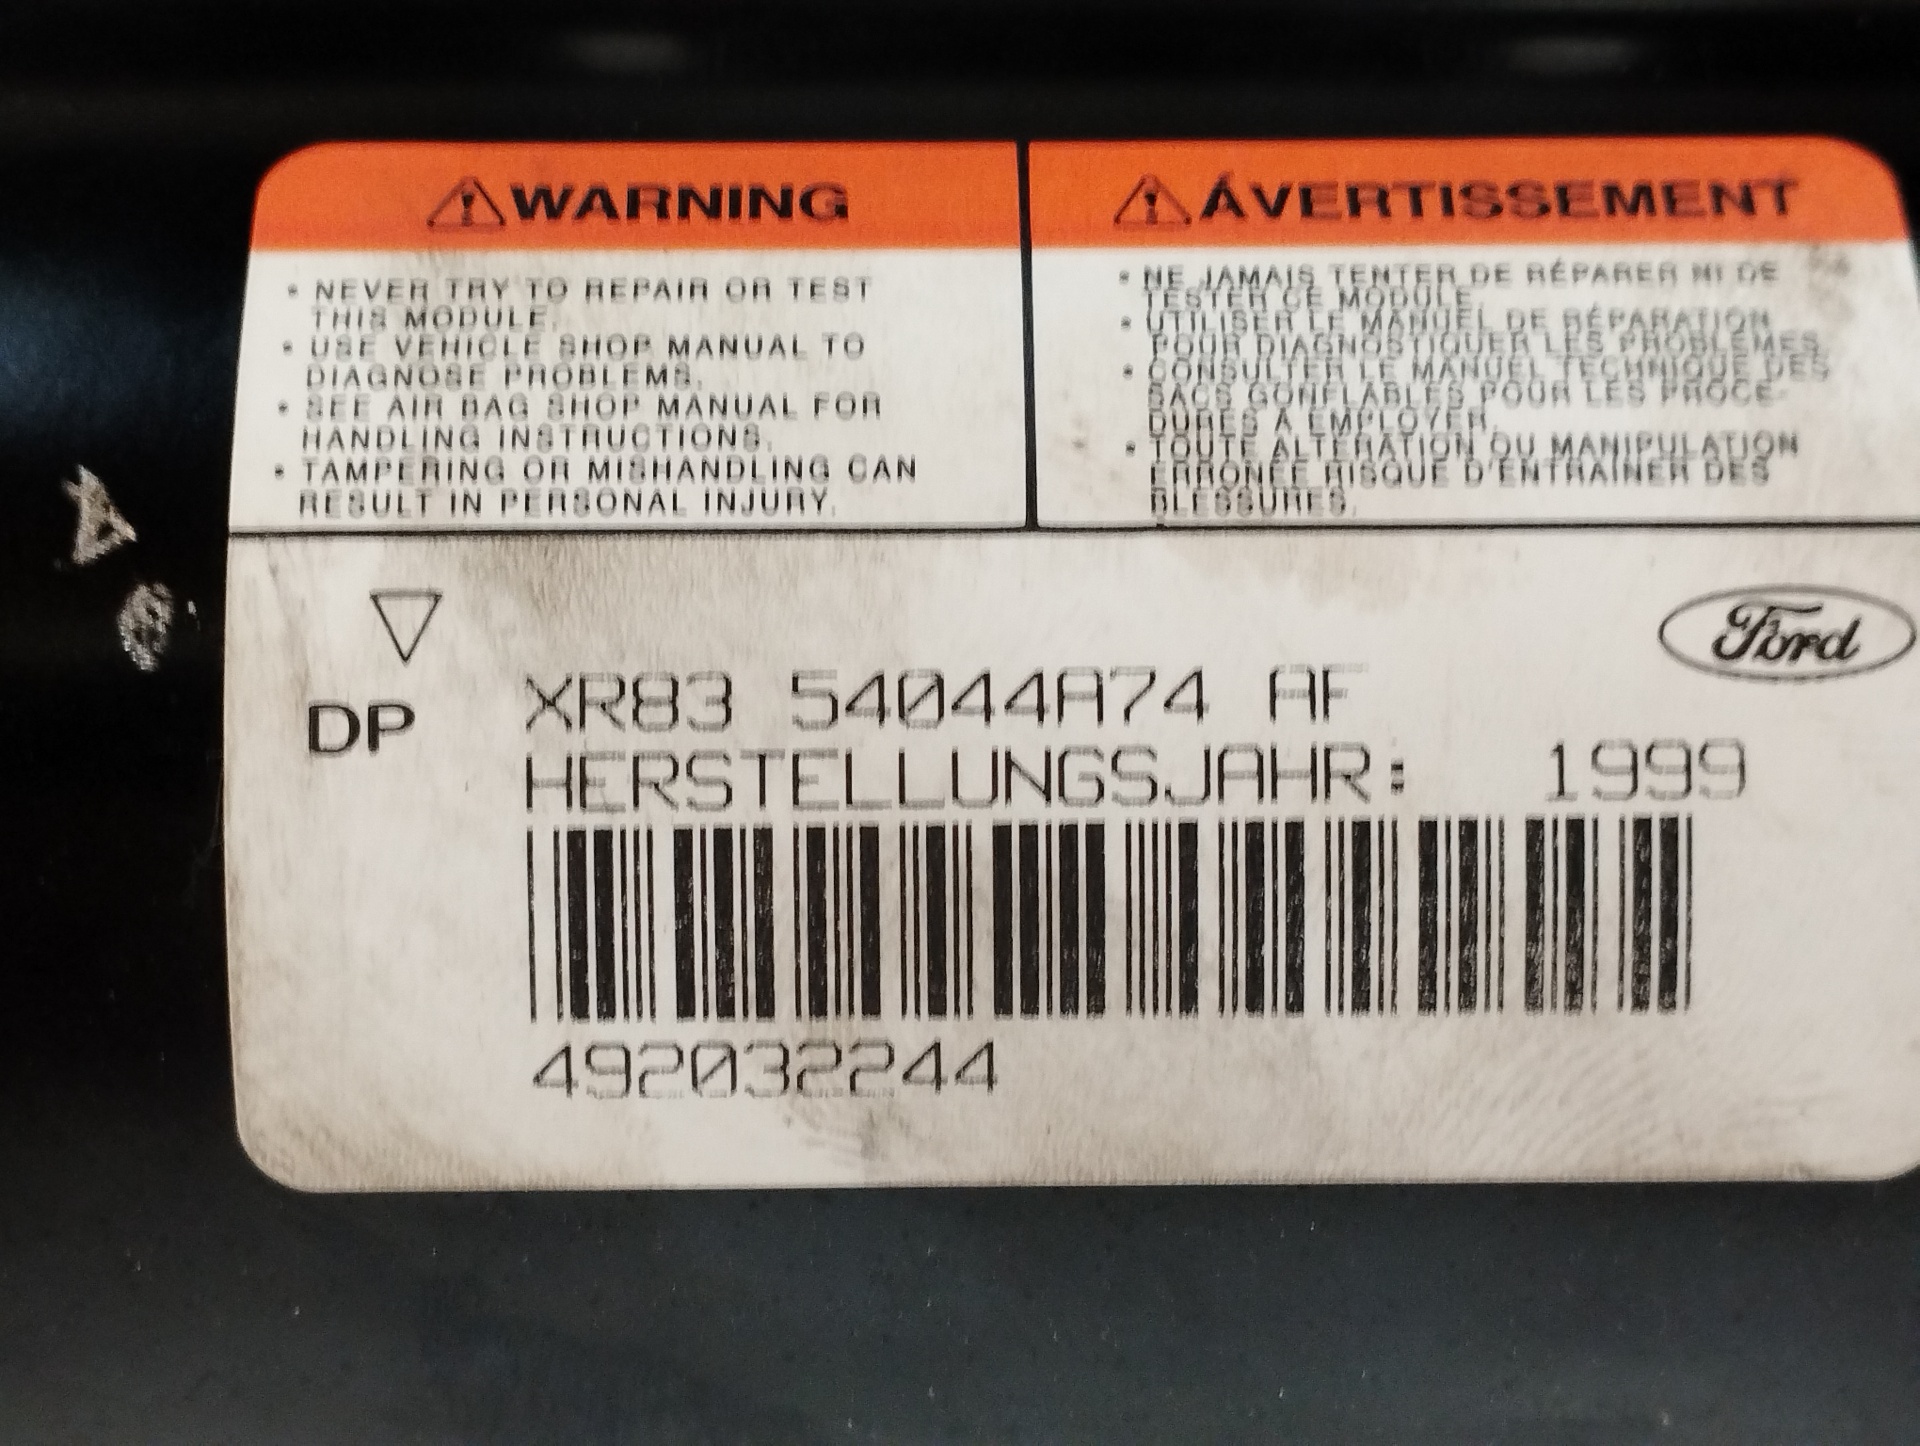 WARNING
• NEVER TRY TO REPAIR OR TEST
THIS MODULE.
• USE VEHICLE SHOP MANUAL TO
DIAGNOSE PROBLEMS.
• SEE AIR BAG SHOP MANUAL FOR
HANDLING INSTRUCTIONS.
• TAMPERING OR MISHANDLING CAN
RESULT IN PERSONAL INJURY.
ÁVERTISSEMENT
• NE JAMAIS TENTER DE RÉPARER NI DE
TESTER CE MODULE.
• UTILISER LE MANUEL DE RÉPARATION
POUR DIAGNOSTIQUER LES PROBLÈMES.
• CONSULTER LE MANUEL TECHNIQUE DES
SACS GONFLABLES POUR LES PROCÉ-
DURES À EMPLOYER.
• TOUTE ALTÉRATION OU MANIPULATION
ERRONÉE RISQUE D'ENTRAÎNER DES
BLESSURES.
Ford
DP
XR83 54044A74 AF
HERSTELLUNGSJAHR: 1999
492032244